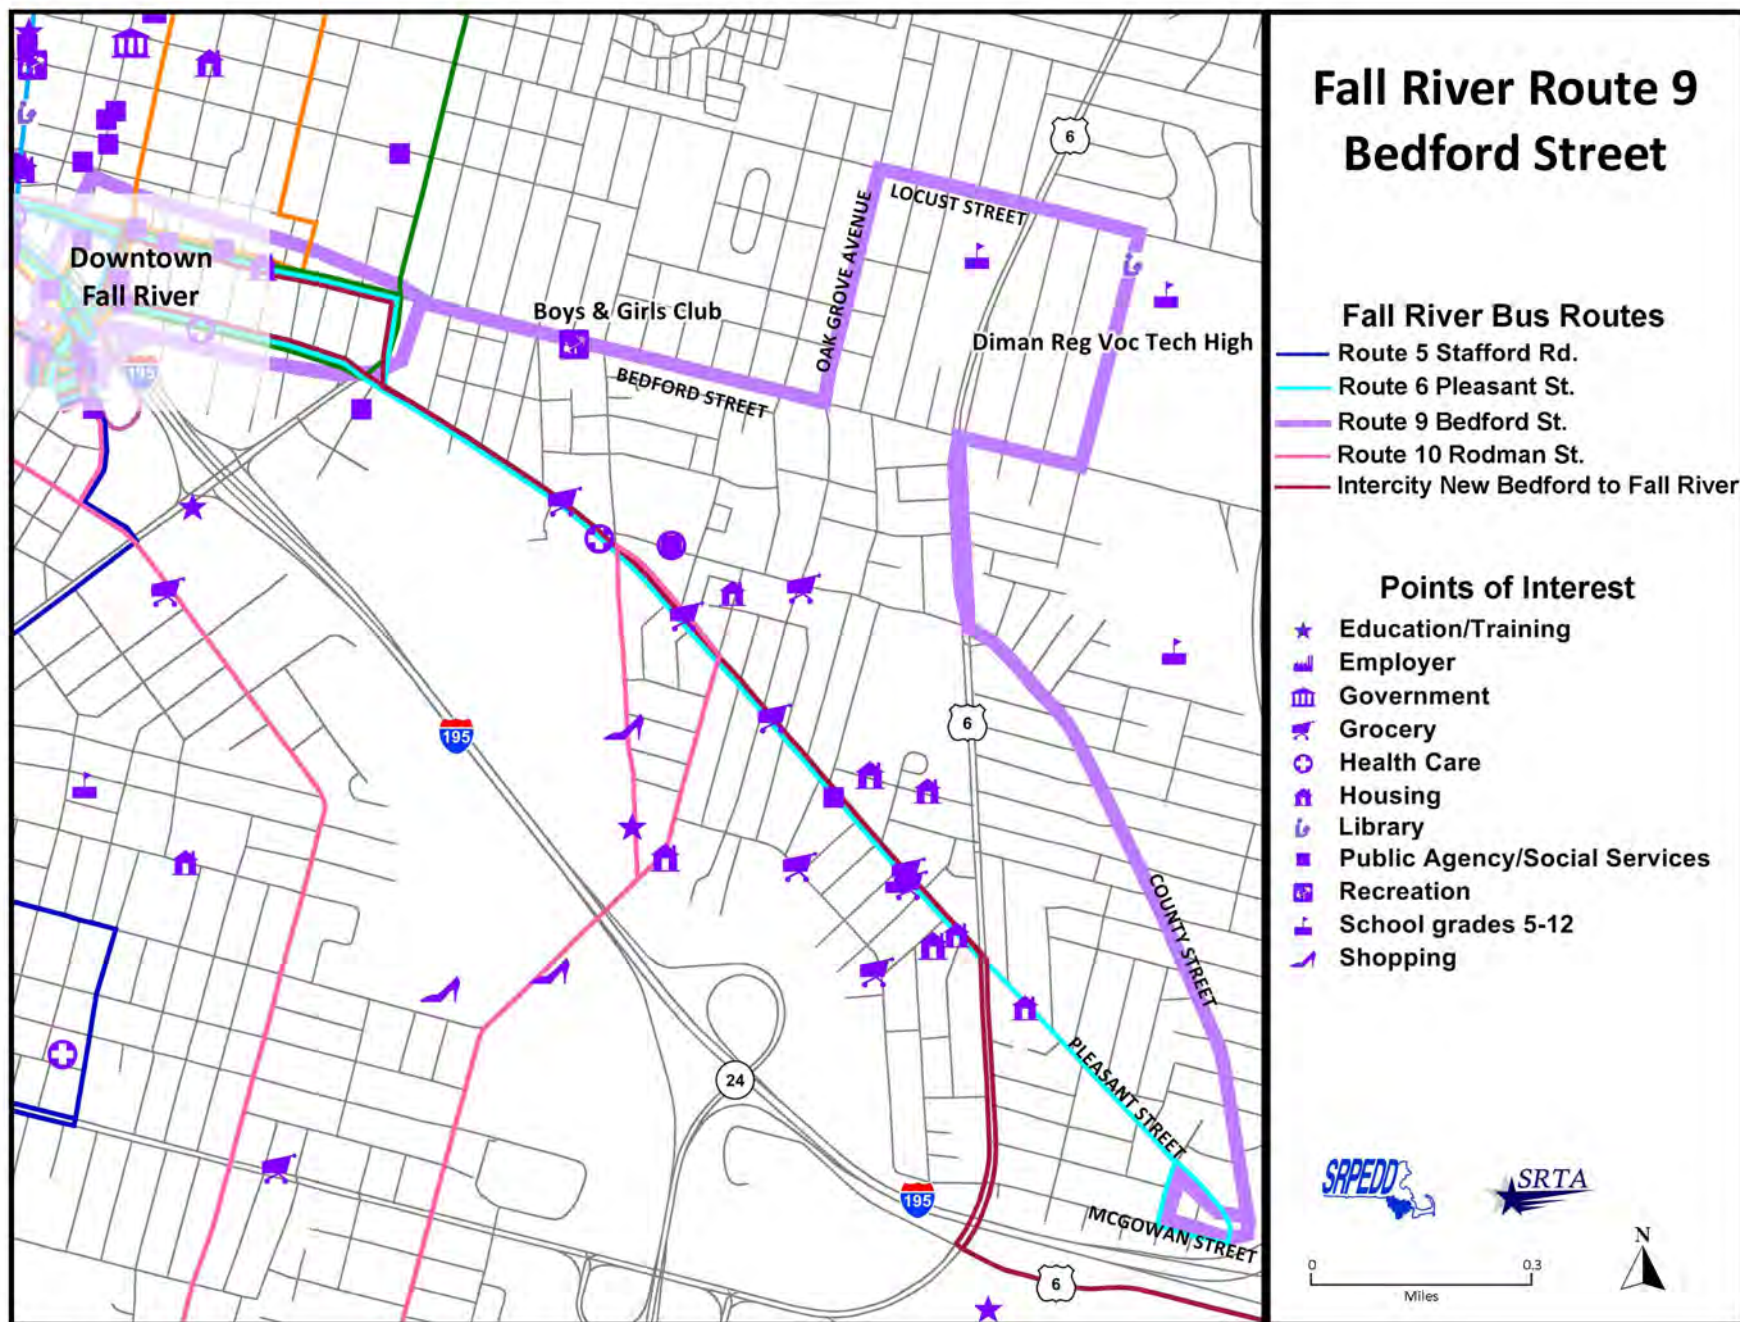 Fall River Route 9
Bedford Street
6
LOCUST STREET
OAK GROVE AVENUE
Downtown
Fall River
Boys & Girls Club
Diman Reg Voc Tech High
BEDFORD STREET
195
195
6
COUNTY STREET
PLEASANT STREET
24
195
MCGOWAN STREET
6
Fall River Bus Routes
Route 5 Stafford Rd.
Route 6 Pleasant St.
Route 9 Bedford St.
Route 10 Rodman St.
Intercity New Bedford to Fall River
Points of Interest
Education/Training
Employer
Government
Grocery
Health Care
Housing
Library
Public Agency/Social Services
Recreation
School grades 5-12
Shopping
SRPEDD
SRTA
N
0 0.3
Miles